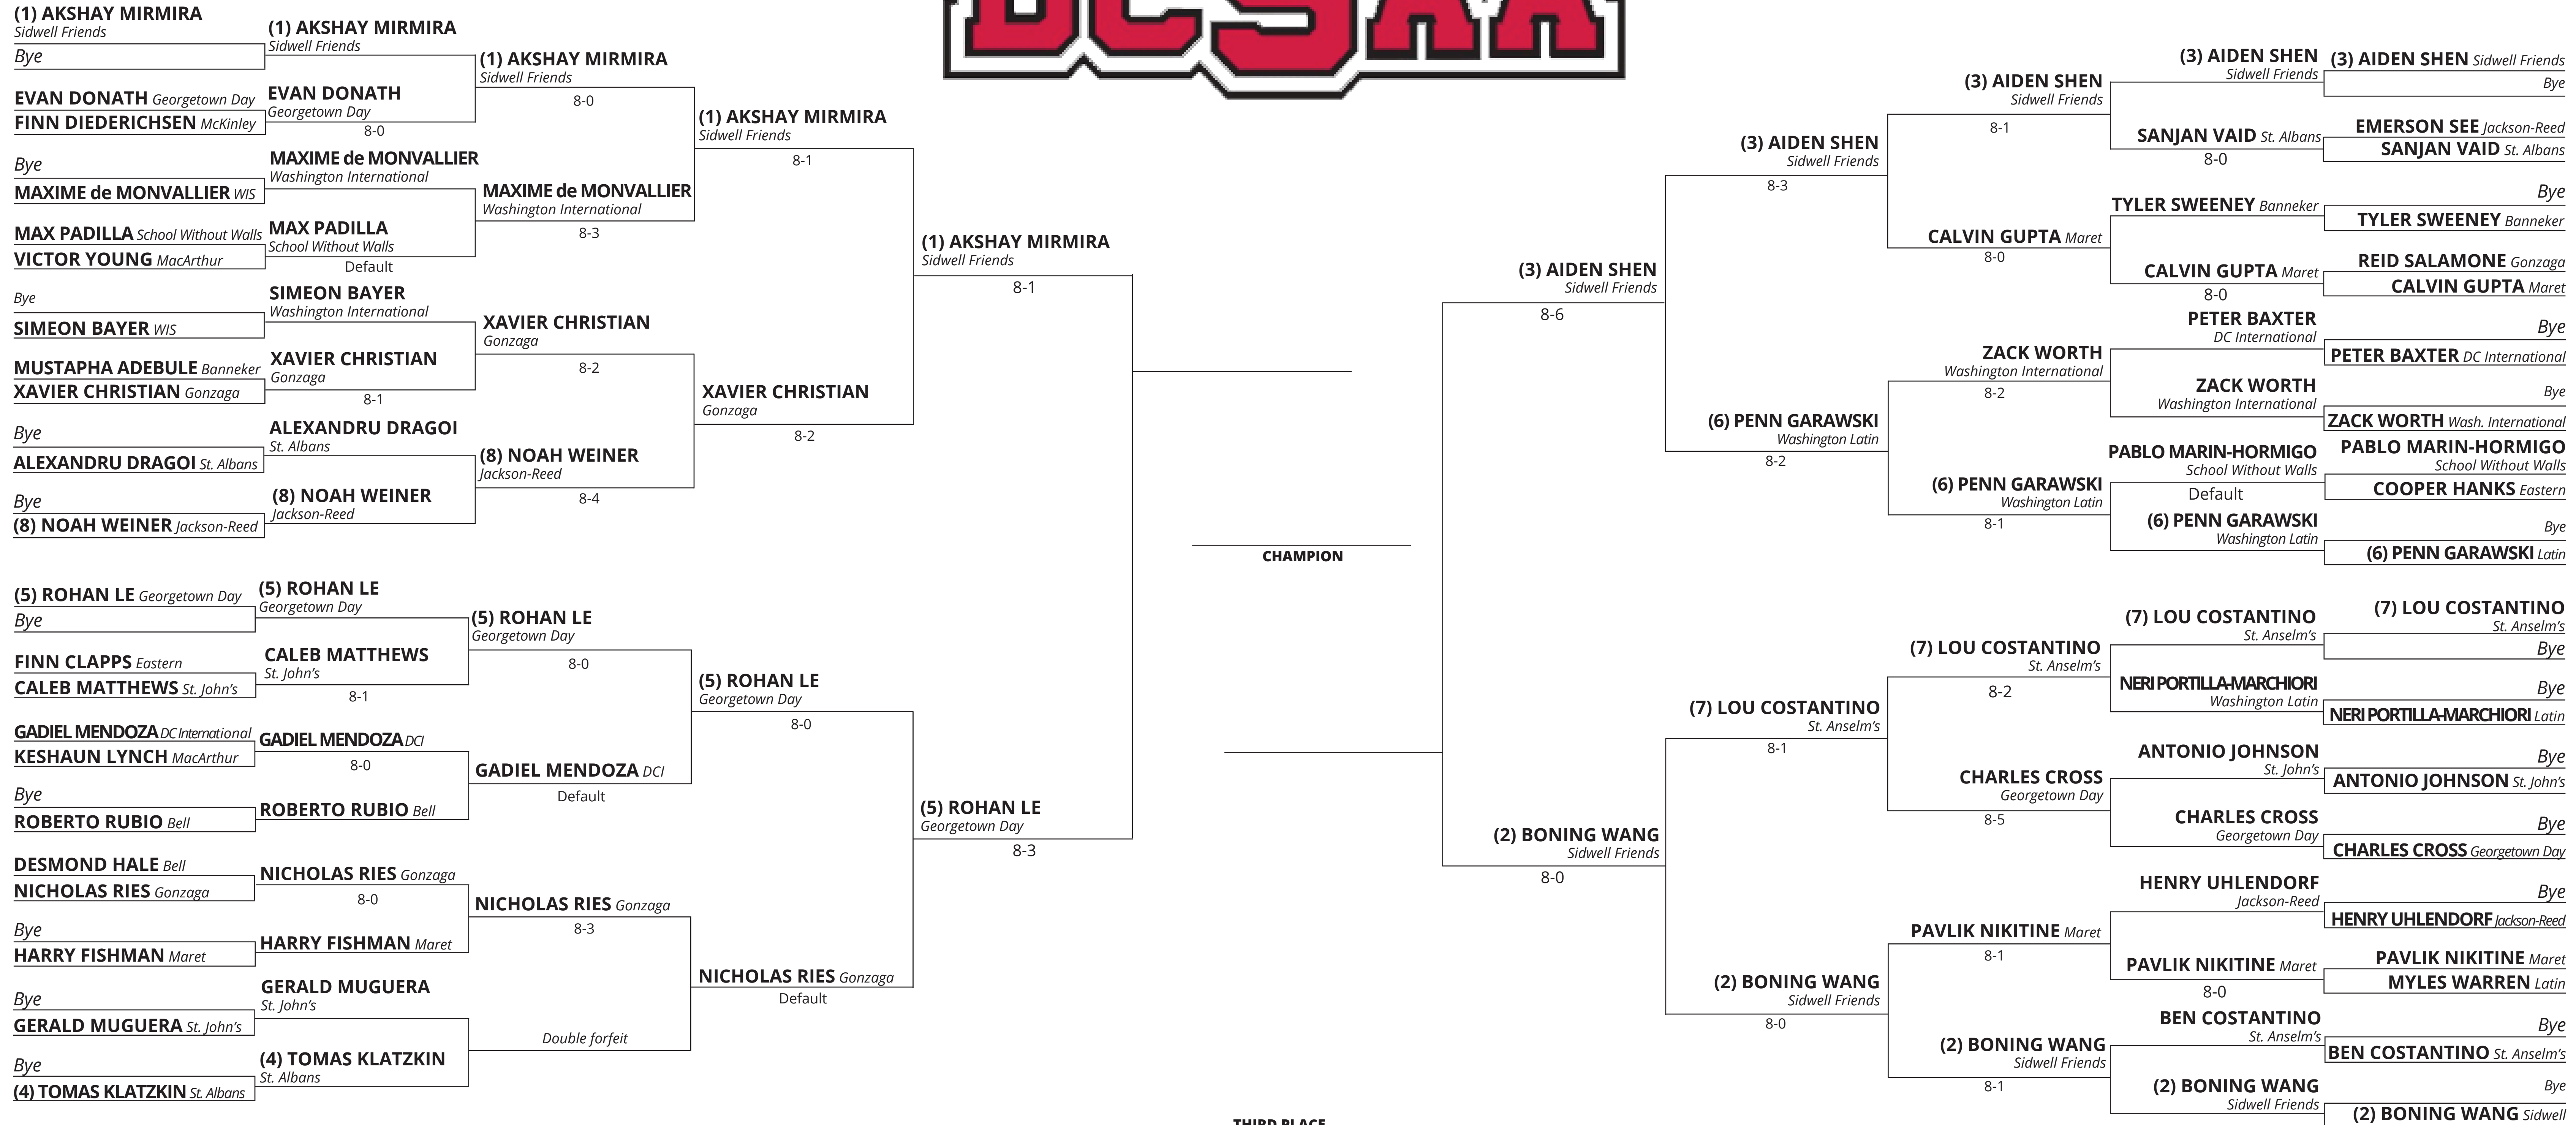 DCSAA
(1) AKSHAY MIRMIRA
Sidwell Friends
Bye
EVAN DONATH Georgetown Day
FINN DIEDERICHSEN McKinley
Bye
MAXIME de MONVALLIER WIS
MAX PADILLA School Without Walls
VICTOR YOUNG MacArthur
Bye
SIMEON BAYER WIS
MUSTAPHA ADEBULE Banneker
XAVIER CHRISTIAN Gonzaga
Bye
ALEXANDRU DRAGOI St. Albans
Bye
(8) NOAH WEINER Jackson-Reed
(5) ROHAN LE Georgetown Day
Bye
FINN CLAPPS Eastern
CALEB MATTHEWS St. John's
GADIEL MENDOZA DC International
KESHAUN LYNCH MacArthur
Bye
ROBERTO RUBIO Bell
DESMOND HALE Bell
NICHOLAS RIES Gonzaga
Bye
HARRY FISHMAN Maret
Bye
GERALD MUGUERA St. John's
Bye
(4) TOMAS KLATZKIN St. Albans
(1) AKSHAY MIRMIRA
Sidwell Friends
EVAN DONATH
Georgetown Day
8-0
MAXIME de MONVALLIER
Washington International
MAX PADILLA
School Without Walls
Default
SIMEON BAYER
Washington International
XAVIER CHRISTIAN
Gonzaga
8-1
ALEXANDRU DRAGOI
St. Albans
(8) NOAH WEINER
Jackson-Reed
(5) ROHAN LE
Georgetown Day
CALEB MATTHEWS
St. John's
8-1
GADIEL MENDOZA DCI
8-0
ROBERTO RUBIO Bell
NICHOLAS RIES Gonzaga
8-0
HARRY FISHMAN Maret
GERALD MUGUERA
St. John's
(4) TOMAS KLATZKIN
St. Albans
(1) AKSHAY MIRMIRA
Sidwell Friends
8-0
MAXIME de MONVALLIER
Washington International
8-3
XAVIER CHRISTIAN
Gonzaga
8-2
(8) NOAH WEINER
Jackson-Reed
8-4
(5) ROHAN LE
Georgetown Day
8-0
GADIEL MENDOZA DCI
Default
NICHOLAS RIES Gonzaga
8-3
Double forfeit
(1) AKSHAY MIRMIRA
Sidwell Friends
8-1
XAVIER CHRISTIAN
Gonzaga
8-2
(5) ROHAN LE
Georgetown Day
8-0
NICHOLAS RIES Gonzaga
Default
(1) AKSHAY MIRMIRA
Sidwell Friends
8-1
(5) ROHAN LE
Georgetown Day
8-3
CHAMPION
THIRD PLACE
(3) AIDEN SHEN
Sidwell Friends
8-6
(2) BONING WANG
Sidwell Friends
8-0
(3) AIDEN SHEN
Sidwell Friends
8-3
(6) PENN GARAWSKI
Washington Latin
8-2
(7) LOU COSTANTINO
St. Anselm's
8-1
(2) BONING WANG
Sidwell Friends
8-0
(3) AIDEN SHEN
Sidwell Friends
8-1
CALVIN GUPTA Maret
8-0
ZACK WORTH
Washington International
8-2
(6) PENN GARAWSKI
Washington Latin
8-1
(7) LOU COSTANTINO
St. Anselm's
8-2
CHARLES CROSS
Georgetown Day
8-5
PAVLIK NIKITINE Maret
8-1
(2) BONING WANG
Sidwell Friends
8-1
(3) AIDEN SHEN
Sidwell Friends
SANJAN VAID St. Albans
8-0
TYLER SWEENEY Banneker
CALVIN GUPTA Maret
8-0
PETER BAXTER
DC International
ZACK WORTH
Washington International
PABLO MARIN-HORMIGO
School Without Walls
Default
(6) PENN GARAWSKI
Washington Latin
(7) LOU COSTANTINO
St. Anselm's
NERI PORTILLA-MARCHIORI
Washington Latin
ANTONIO JOHNSON
St. John's
CHARLES CROSS
Georgetown Day
HENRY UHLENDORF
Jackson-Reed
PAVLIK NIKITINE Maret
8-0
BEN COSTANTINO
St. Anselm's
(2) BONING WANG
Sidwell Friends
(3) AIDEN SHEN Sidwell Friends
Bye
EMERSON SEE Jackson-Reed
SANJAN VAID St. Albans
Bye
TYLER SWEENEY Banneker
REID SALAMONE Gonzaga
CALVIN GUPTA Maret
Bye
PETER BAXTER DC International
Bye
ZACK WORTH Wash. International
PABLO MARIN-HORMIGO
School Without Walls
COOPER HANKS Eastern
Bye
(6) PENN GARAWSKI Latin
(7) LOU COSTANTINO
St. Anselm's
Bye
Bye
NERI PORTILLA-MARCHIORI Latin
Bye
ANTONIO JOHNSON St. John's
Bye
CHARLES CROSS Georgetown Day
Bye
HENRY UHLENDORF Jackson-Reed
PAVLIK NIKITINE Maret
MYLES WARREN Latin
Bye
BEN COSTANTINO St. Anselm's
Bye
(2) BONING WANG Sidwell